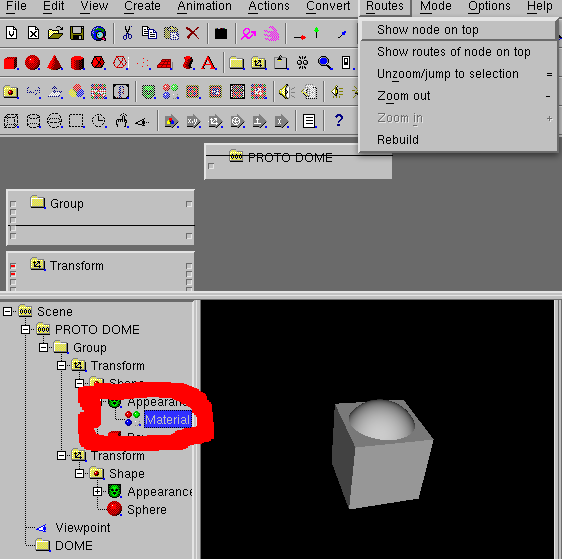 File Edit View Create Animation Actions Convert Routes Mode Options Help
Show node on top
Show routes of node on top
Unzoom/jump to selection =
Zoom out -
Zoom in +
Rebuild
PROTO DOME
Group
Transform
Scene
PROTO DOME
Group
Transform
Shape
Appearance
Material
Transform
Shape
Appearance
Sphere
Viewpoint
DOME